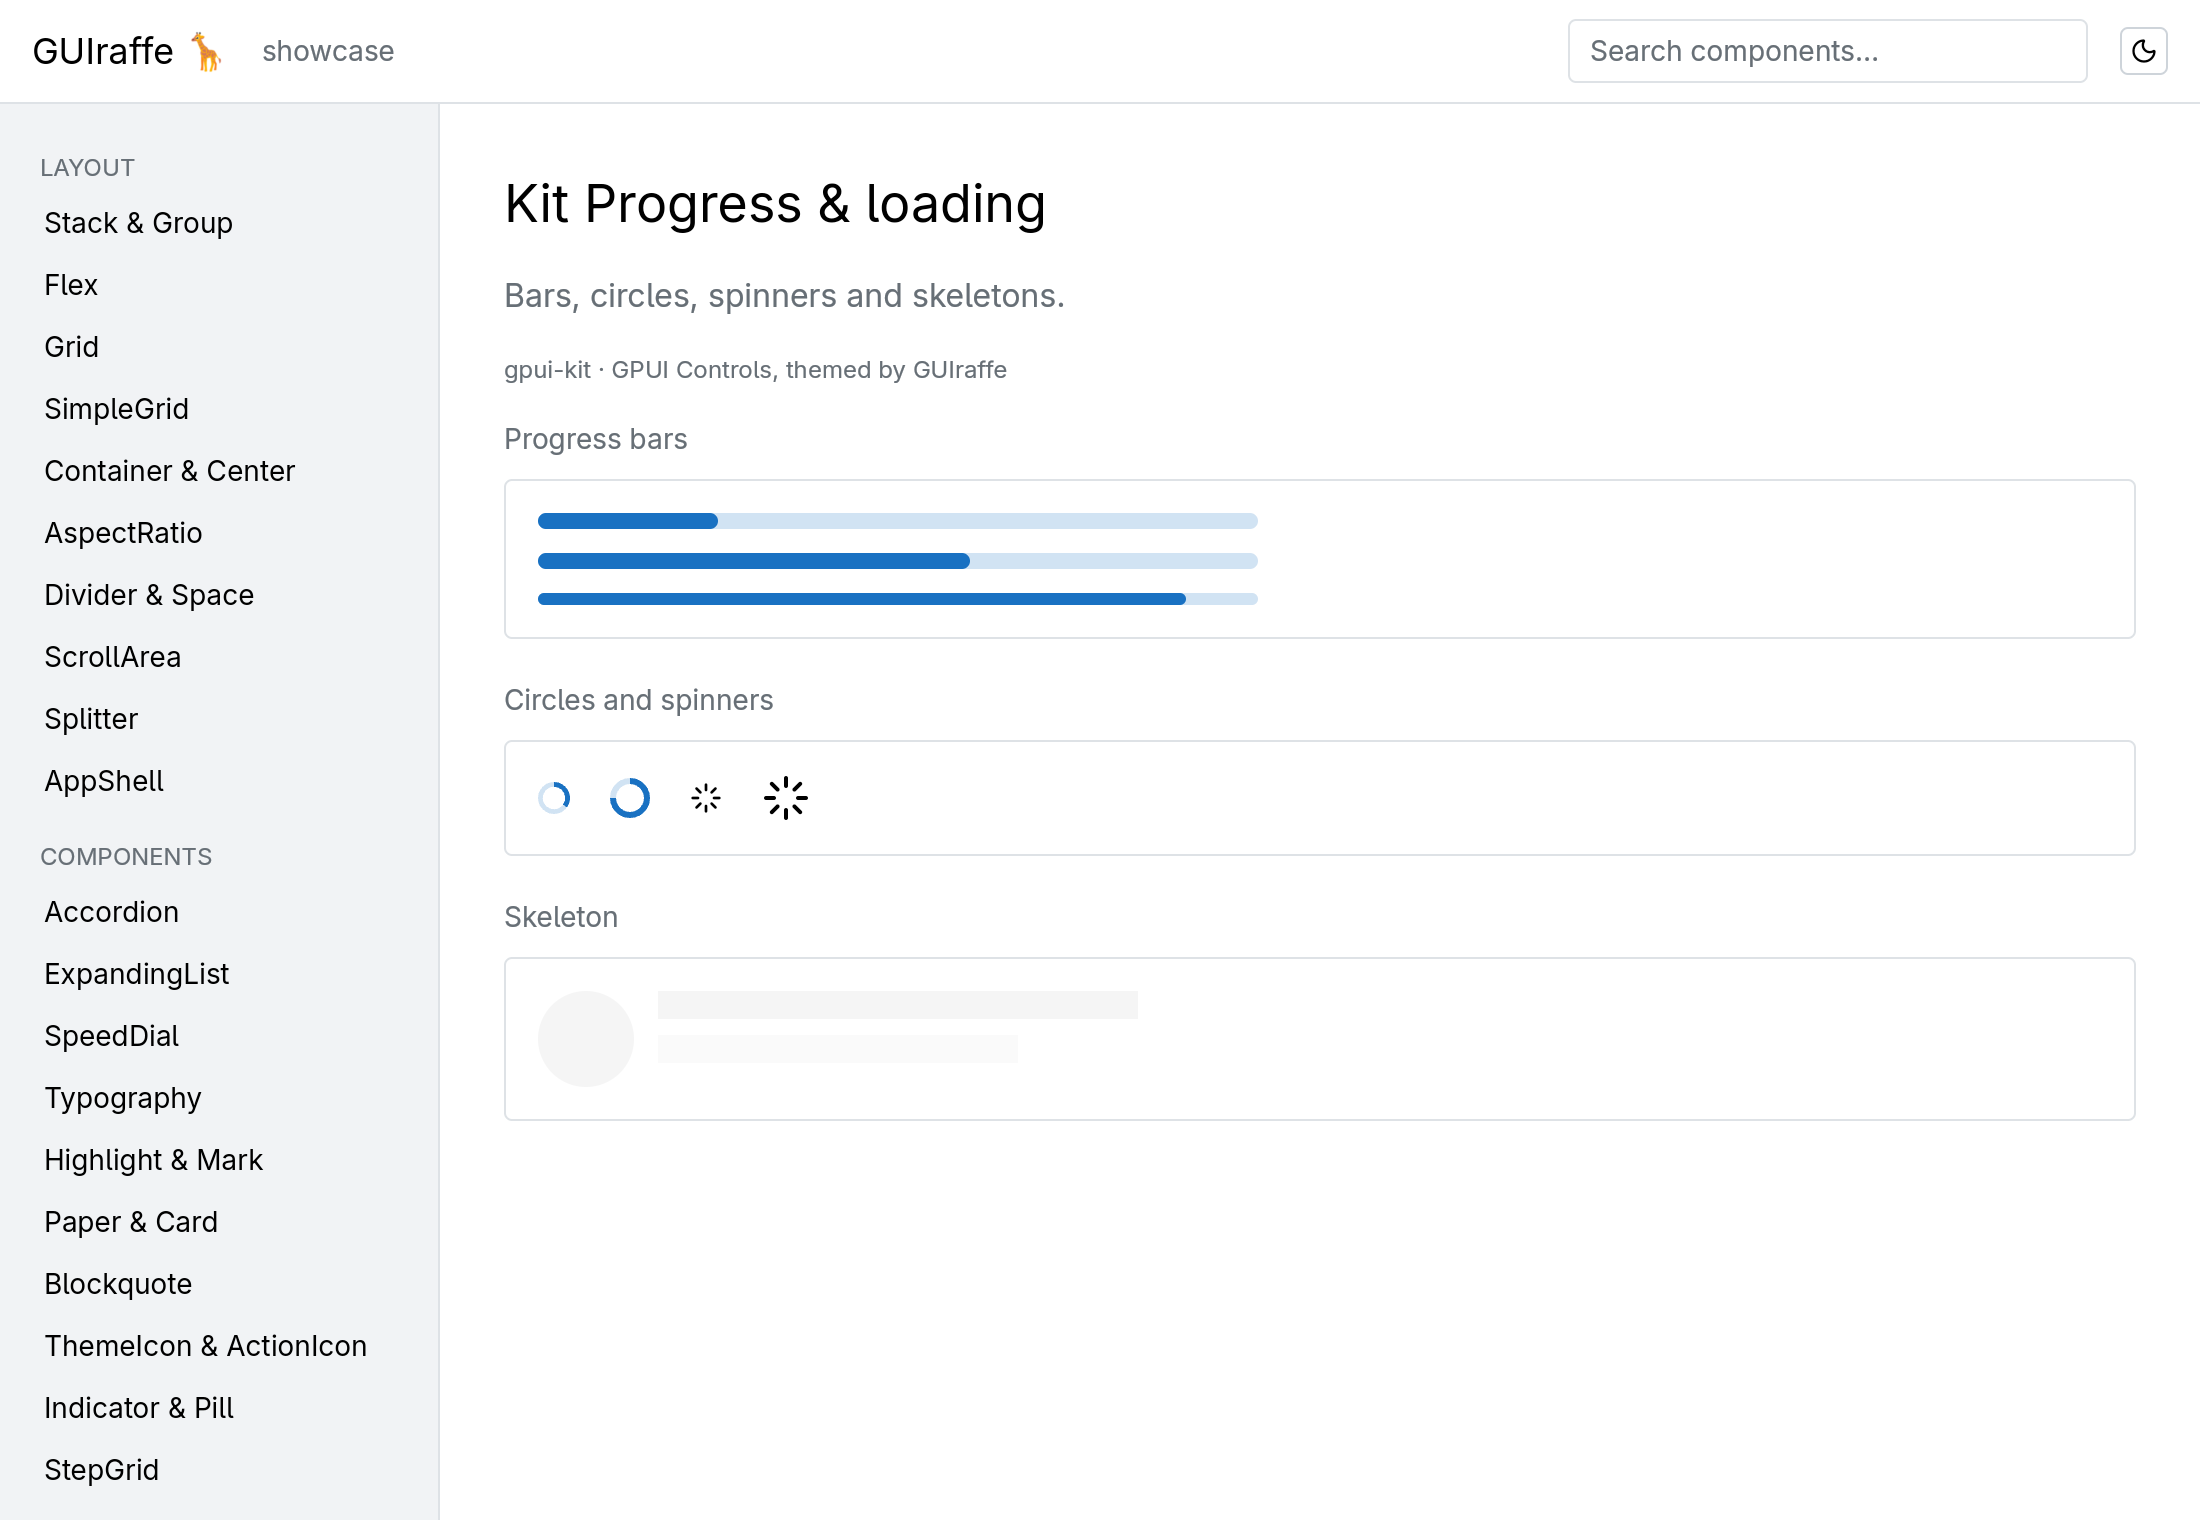 GUIraffe 🦒 showcase
Search components...
LAYOUT
Stack & Group
Flex
Grid
SimpleGrid
Container & Center
AspectRatio
Divider & Space
ScrollArea
Splitter
AppShell
COMPONENTS
Accordion
ExpandingList
SpeedDial
Typography
Highlight & Mark
Paper & Card
Blockquote
ThemeIcon & ActionIcon
Indicator & Pill
StepGrid
Kit Progress & loading
Bars, circles, spinners and skeletons.
gpui-kit · GPUI Controls, themed by GUIraffe
Progress bars
Circles and spinners
Skeleton